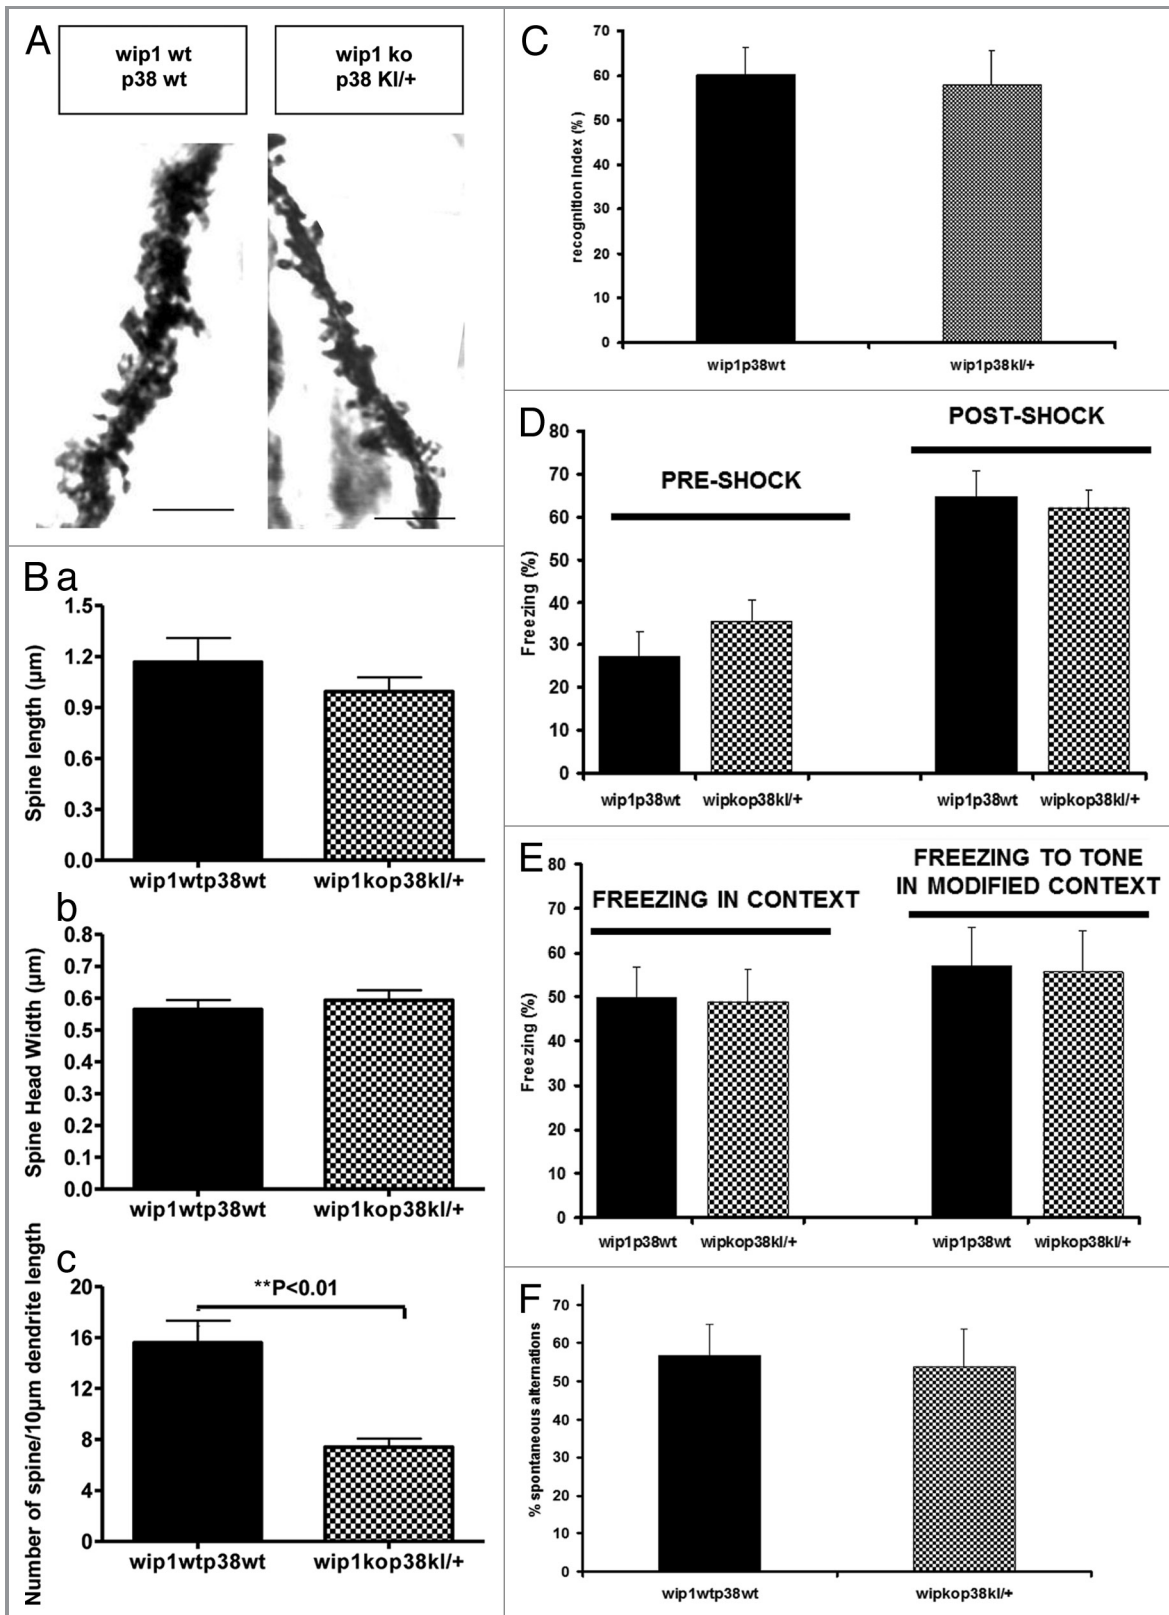 A
wip1 wt
p38 wt
wip1 ko
p38 KI/+
B a
Spine length (µm)
1.5
1.2
0.9
0.6
0.3
0.0
wip1wtp38wt
wip1kop38kl/+
b
Spine Head Width (µm)
0.8
0.7
0.6
0.5
0.4
0.3
0.2
0.1
0.0
wip1wtp38wt
wip1kop38kl/+
c
Number of spine/10µm dendrite length
**P<0.01
20
16
12
8
4
0
wip1wtp38wt
wip1kop38kl/+
C
recognition index (%)
70
60
50
40
30
20
10
0
wip1p38wt
wip1p38kl/+
D
POST-SHOCK
PRE-SHOCK
Freezing (%)
80
70
60
50
40
30
20
10
0
wip1p38wt
wipkop38kl/+
wip1p38wt
wipkop38kl/+
E
FREEZING TO TONE
IN MODIFIED CONTEXT
FREEZING IN CONTEXT
Freezing (%)
80
70
60
50
40
30
20
10
0
wip1p38wt
wipkop38kl/+
wip1p38wt
wipkop38kl/+
F
% spontaneous alternations
70
60
50
40
30
20
10
0
wip1wtp38wt
wipkop38kl/+